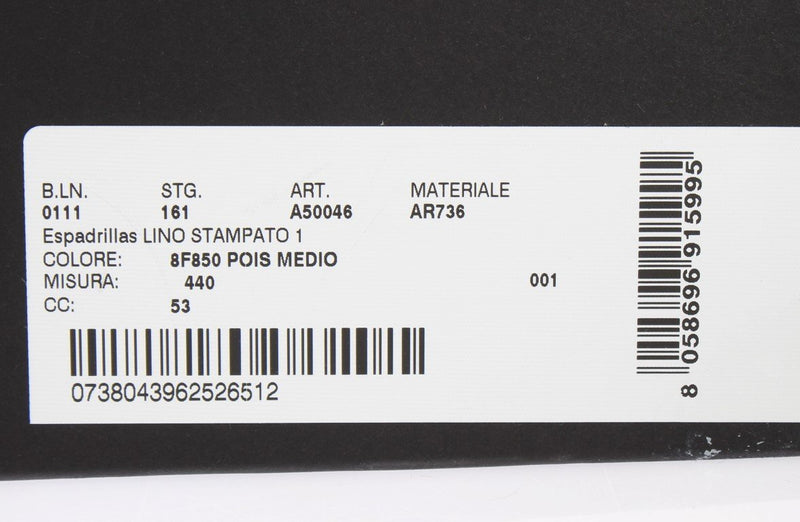 B.LN. STG. ART. MATERIALE
0111 161 A50046 AR736
Espadrillas LINO STAMPATO 1
COLORE: 8F850 POIS MEDIO
MISURA: 440 001
CC: 53
0738043962526512
8 058696 915995